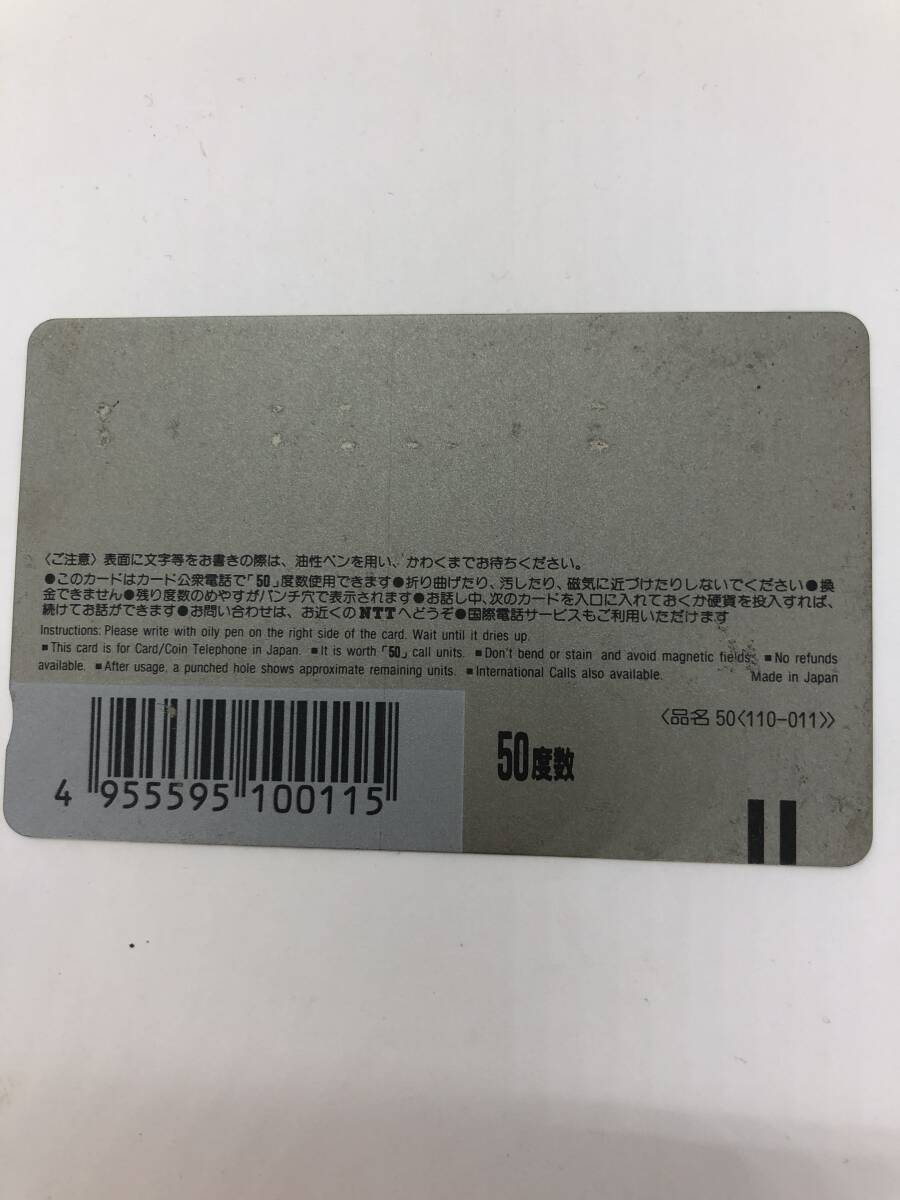 〈ご注意〉表面に文字等をお書きの際は、油性ペンを用い、かわくまでお待ちください。
●このカードはカード公衆電話で「50」度数使用できます●折り曲げたり、汚したり、磁気に近づけたりしないでください●換
金できません●残り度数のめやすがパンチ穴で表示されます●お話し中、次のカードを入口に入れておくか硬貨を投入すれば、
続けてお話ができます●お問い合わせは、お近くのNTTへどうぞ●国際電話サービスもご利用いただけます
Instructions: Please write with oily pen on the right side of the card. Wait until it dries up.
■This card is for Card/Coin Telephone in Japan. ■It is worth「50」call units. ■Don't bend or stain and avoid magnetic fields. ■No refunds
available. ■After usage, a punched hole shows approximate remaining units. ■International Calls also available. Made in Japan
〈品名 50〈110-011〉〉
50度数
4 955595 100115